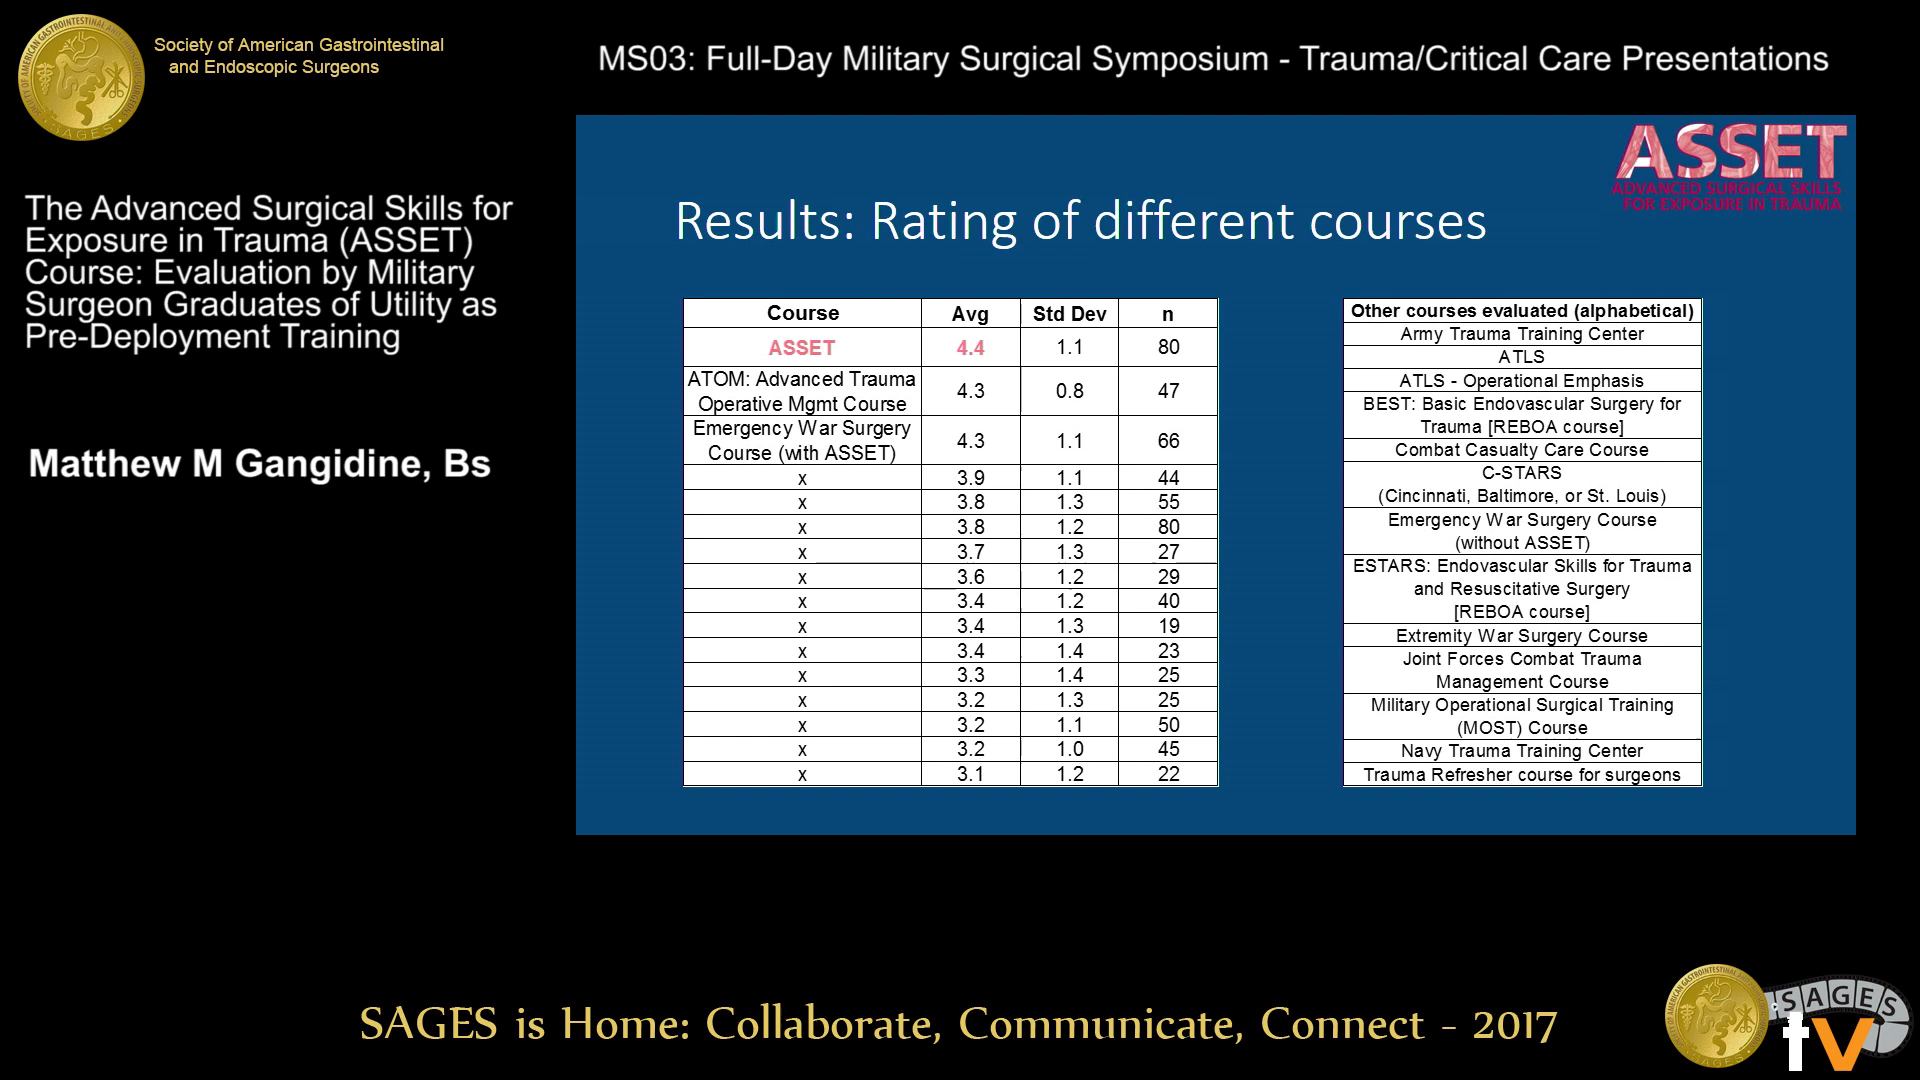 Society of American Gastrointestinal
and Endoscopic Surgeons
MS03: Full-Day Military Surgical Symposium - Trauma/Critical Care Presentations
The Advanced Surgical Skills for
Exposure in Trauma (ASSET)
Course: Evaluation by Military
Surgeon Graduates of Utility as
Pre-Deployment Training
Matthew M Gangidine, Bs
ASSET
ADVANCED SURGICAL SKILLS
FOR EXPOSURE IN TRAUMA
Results: Rating of different courses
Course Avg Std Dev n
ASSET 4.4 1.1 80
ATOM: Advanced Trauma
Operative Mgmt Course 4.3 0.8 47
Emergency War Surgery
Course (with ASSET) 4.3 1.1 66
x 3.9 1.1 44
x 3.8 1.3 55
x 3.8 1.2 80
x 3.7 1.3 27
x 3.6 1.2 29
x 3.4 1.2 40
x 3.4 1.3 19
x 3.4 1.4 23
x 3.3 1.4 25
x 3.2 1.3 25
x 3.2 1.1 50
x 3.2 1.0 45
x 3.1 1.2 22
Other courses evaluated (alphabetical)
Army Trauma Training Center
ATLS
ATLS - Operational Emphasis
BEST: Basic Endovascular Surgery for
Trauma [REBOA course]
Combat Casualty Care Course
C-STARS
(Cincinnati, Baltimore, or St. Louis)
Emergency War Surgery Course
(without ASSET)
ESTARS: Endovascular Skills for Trauma
and Resuscitative Surgery
[REBOA course]
Extremity War Surgery Course
Joint Forces Combat Trauma
Management Course
Military Operational Surgical Training
(MOST) Course
Navy Trauma Training Center
Trauma Refresher course for surgeons
SAGES is Home: Collaborate, Communicate, Connect - 2017
SAGES
tv